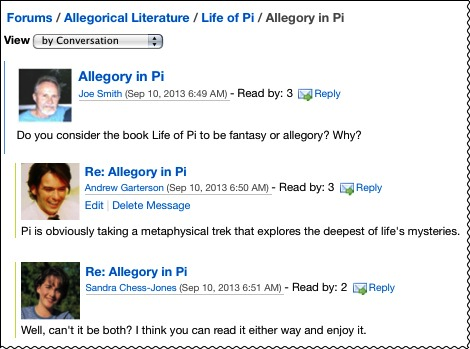 Forums / Allegorical Literature / Life of Pi / Allegory in Pi
View by Conversation
Allegory in Pi
Joe Smith (Sep 10, 2013 6:49 AM) - Read by: 3 Reply
Do you consider the book Life of Pi to be fantasy or allegory? Why?
Re: Allegory in Pi
Andrew Garterson (Sep 10, 2013 6:50 AM) - Read by: 3 Reply
Edit | Delete Message
Pi is obviously taking a metaphysical trek that explores the deepest of life's mysteries.
Re: Allegory in Pi
Sandra Chess-Jones (Sep 10, 2013 6:51 AM) - Read by: 2 Reply
Well, can't it be both? I think you can read it either way and enjoy it.